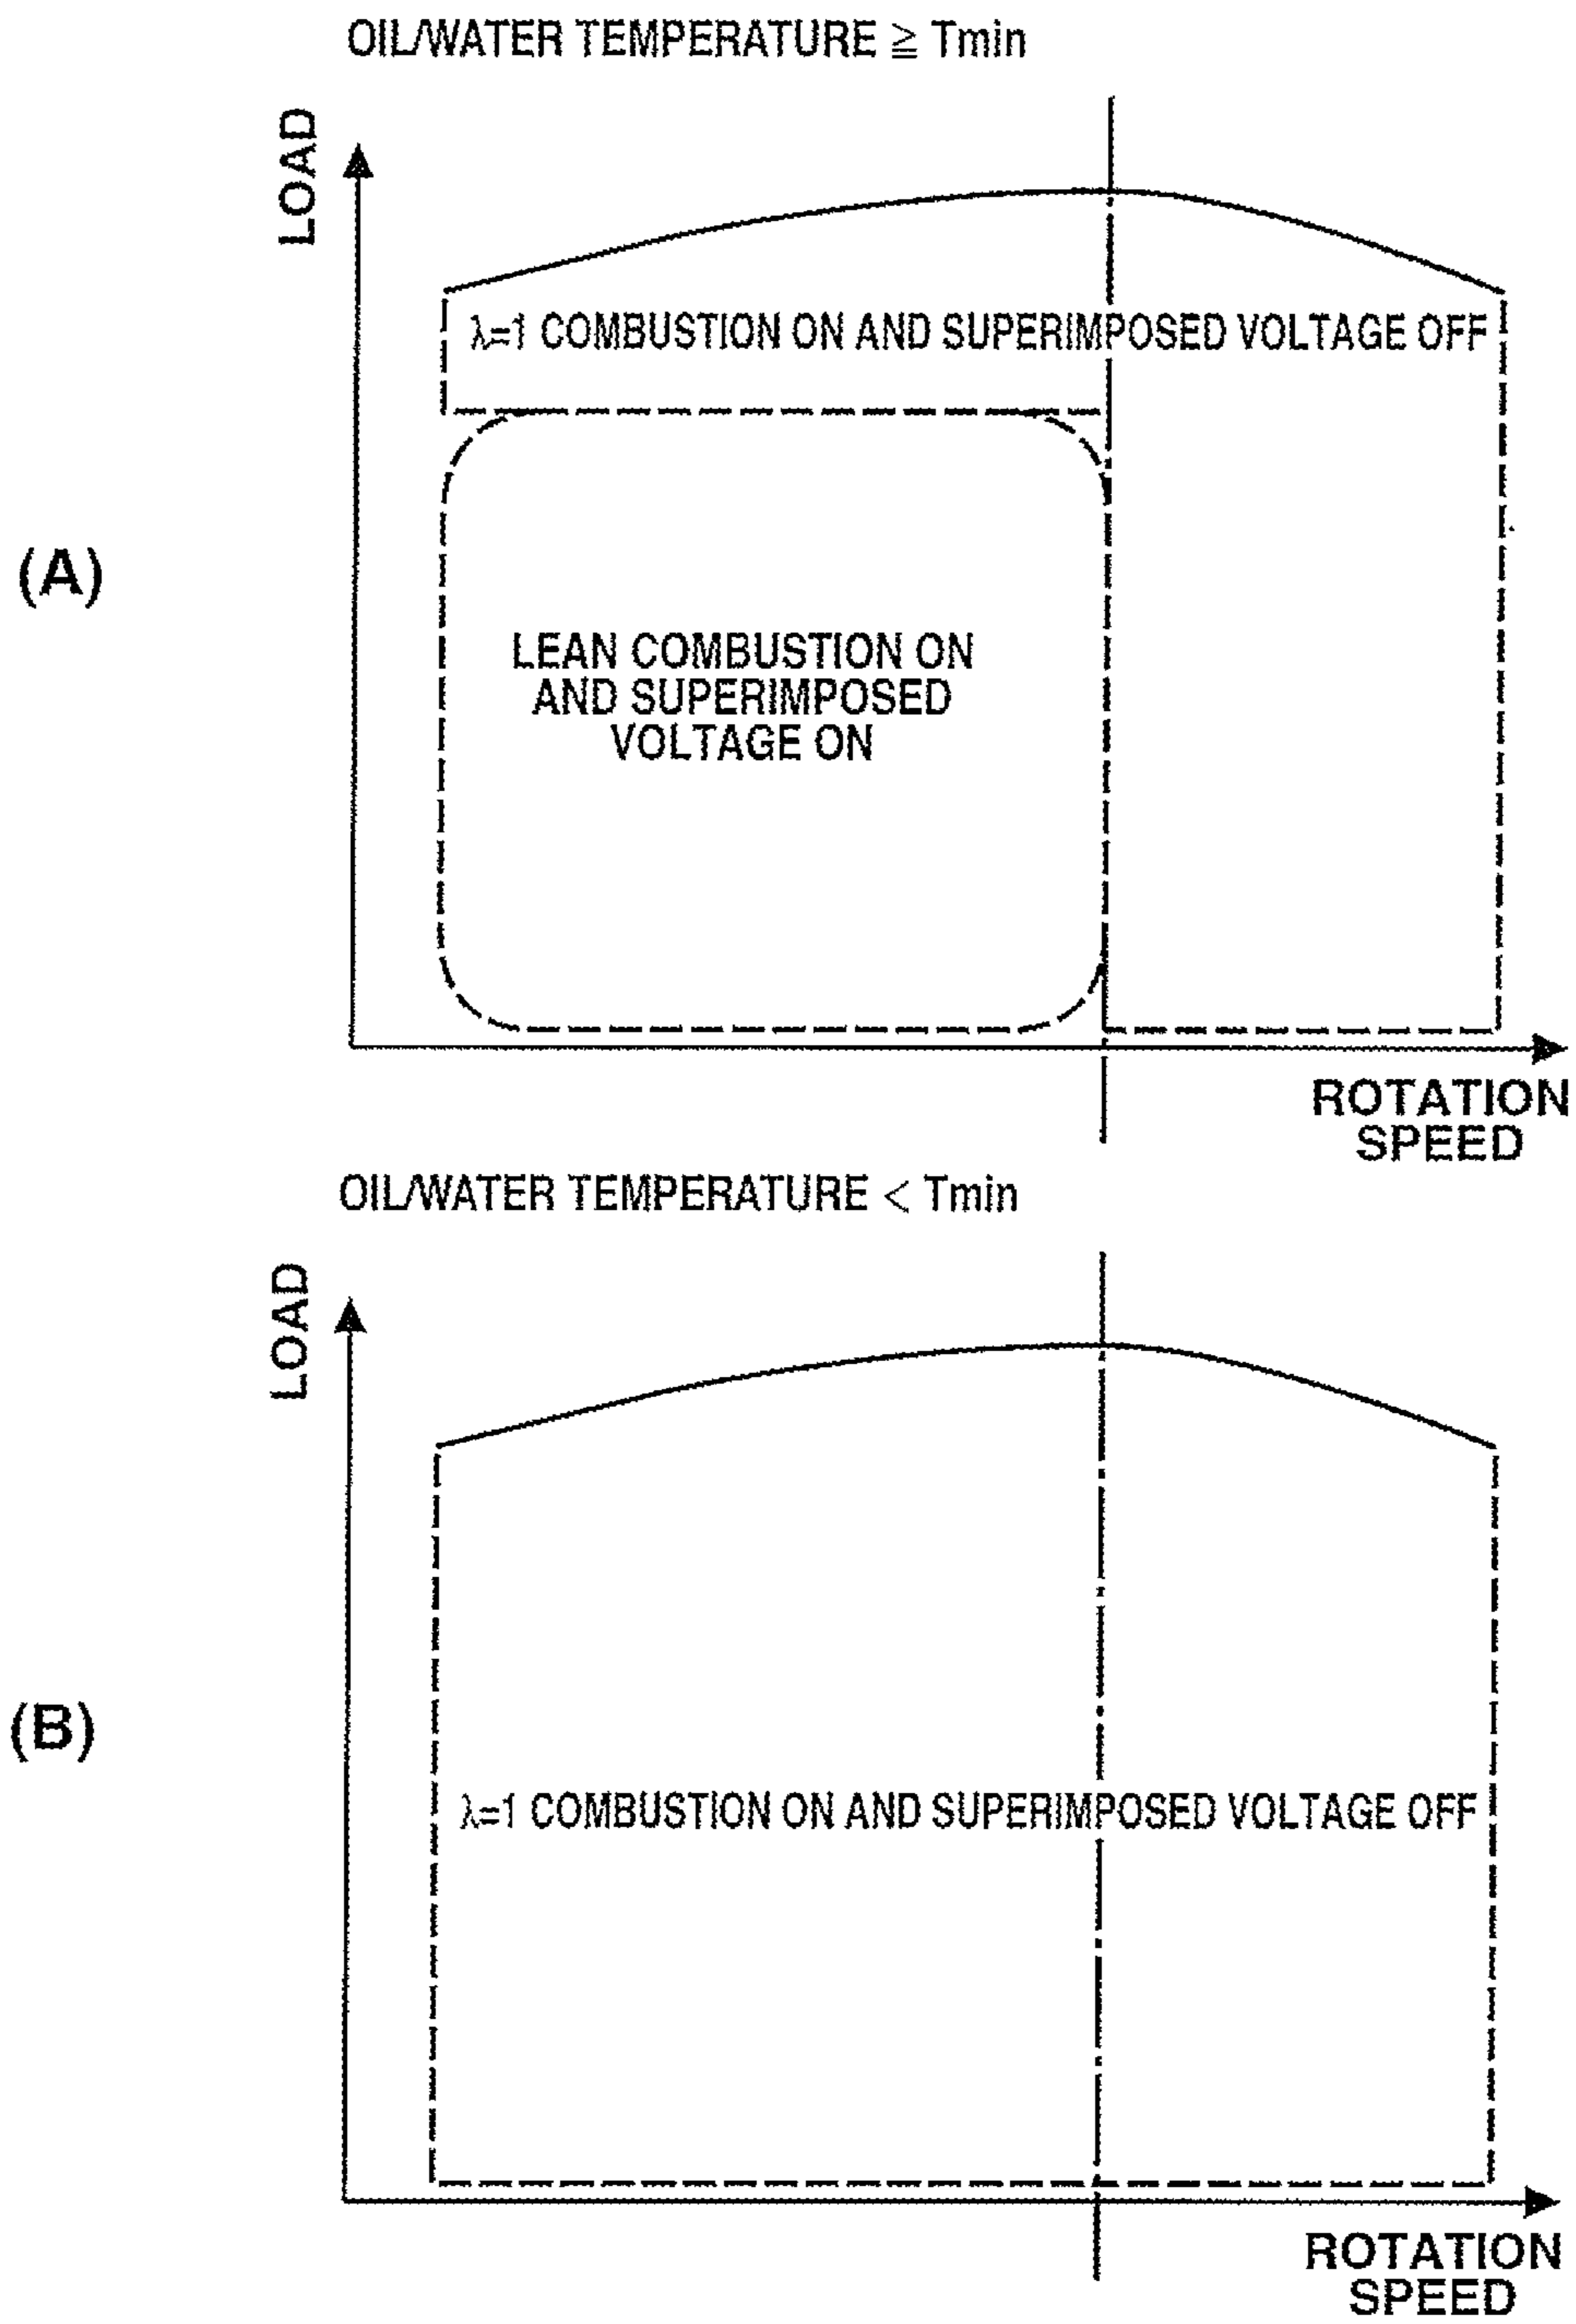 OIL/WATER TEMPERATURE ≧ Tmin
LOAD
λ=1 COMBUSTION ON AND SUPERIMPOSED VOLTAGE OFF
(A)
LEAN COMBUSTION ON
AND SUPERIMPOSED
VOLTAGE ON
ROTATION
SPEED
OIL/WATER TEMPERATURE < Tmin
LOAD
(B)
λ=1 COMBUSTION ON AND SUPERIMPOSED VOLTAGE OFF
ROTATION
SPEED